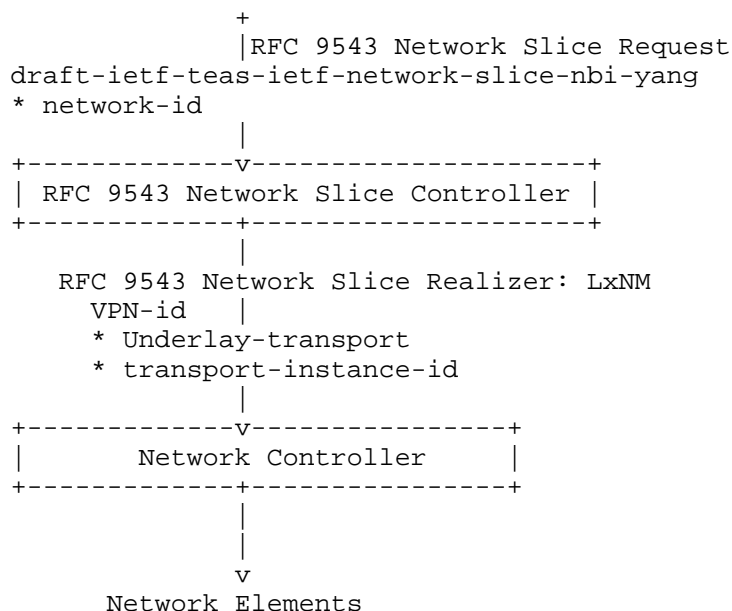 RFC 9543 Network Slice Request
draft-ietf-teas-ietf-network-slice-nbi-yang
* network-id
RFC 9543 Network Slice Controller
RFC 9543 Network Slice Realizer: LxNM
VPN-id
* Underlay-transport
* transport-instance-id
Network Controller
Network Elements